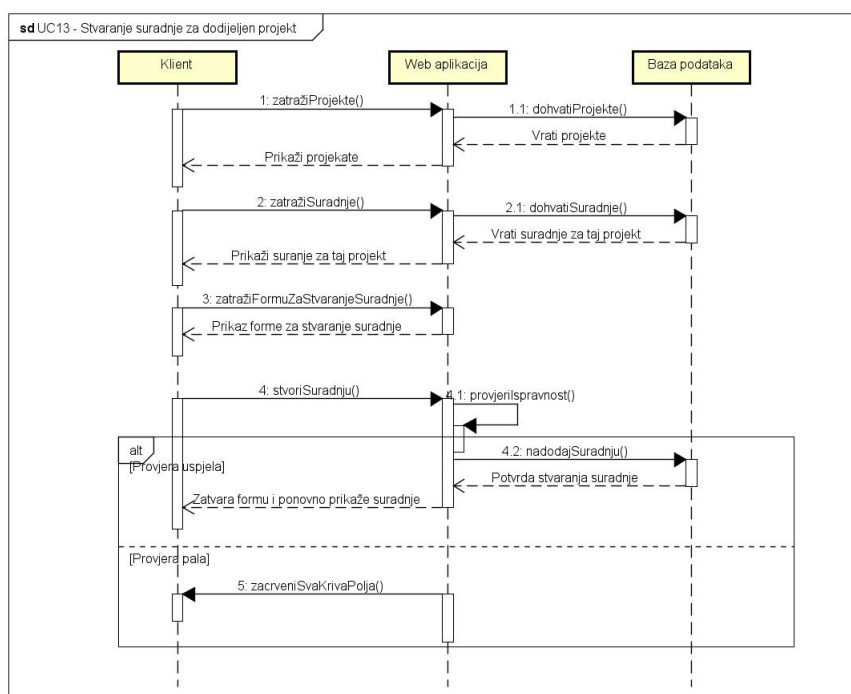 sd UC13 - Stvaranje suradnje za dodijeljen projekt
Klient
Web aplikacija
Baza podataka
1: zatražiProjekte()
1.1: dohvatiProjekte()
Vrati projekte
Prikaži projekate
2: zatražiSuradnje()
2.1: dohvatiSuradnje()
Vrati suradnje za taj projekt
Prikaži suranje za taj projekt
3: zatražiFormuZaStvaranjeSuradnje()
Prikaz forme za stvaranje suradnje
4: stvoriSuradnju()
4.1: provjeriIspravnost()
alt
[Provjera uspjela]
4.2: nadodajSuradnju()
Potvrda stvaranja suradnje
Zatvara formu i ponovno prikaže suradnje
[Provjera pala]
5: zacrveniSvaKrivaPolja()